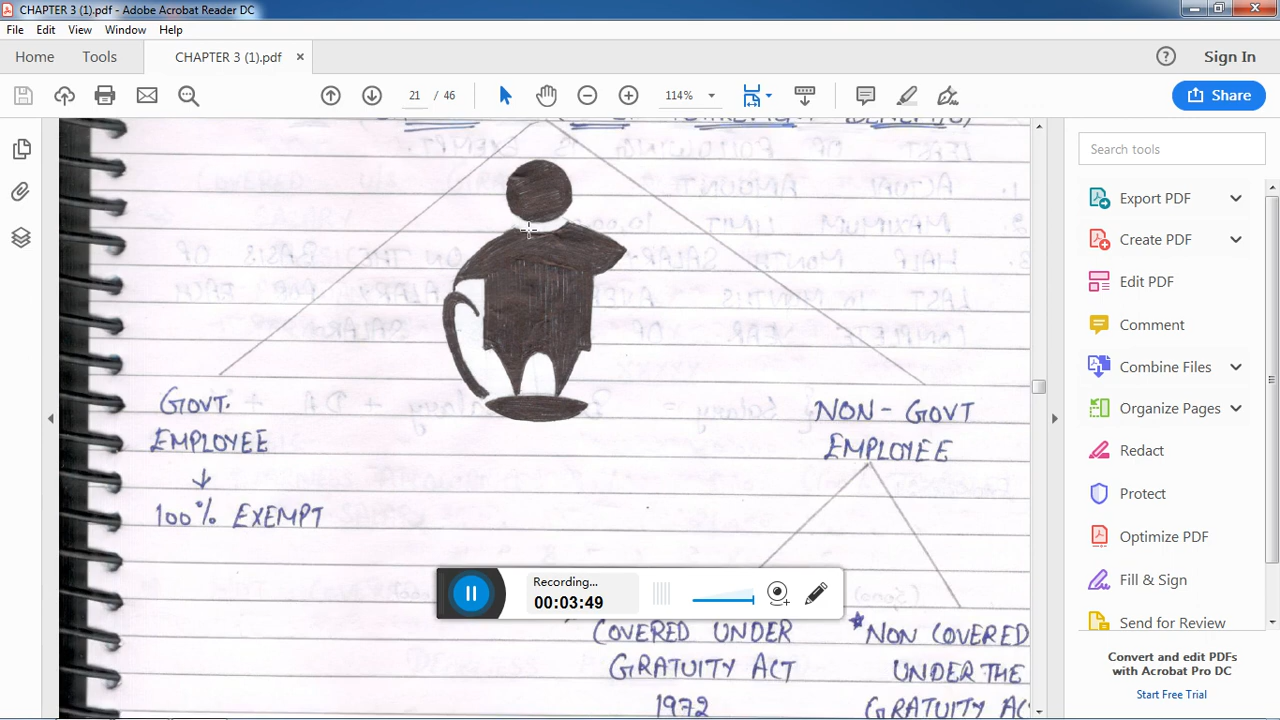 CHAPTER 3 (1).pdf - Adobe Acrobat Reader DC
File Edit View Window Help
Home Tools CHAPTER 3 (1).pdf × Sign In
21 / 46 114% Share
Search tools
Export PDF
Create PDF
Edit PDF
Comment
Combine Files
Organize Pages
Redact
Protect
Optimize PDF
Fill & Sign
Send for Review
Convert and edit PDFs
with Acrobat Pro DC
Start Free Trial
GOVT.
EMPLOYEE
↓
100% EXEMPT
NON - GOVT
EMPLOYEE
Recording...
00:03:49
COVERED UNDER
GRATUITY ACT
1972
* NON COVERED
UNDER THE
GRATUITY AC